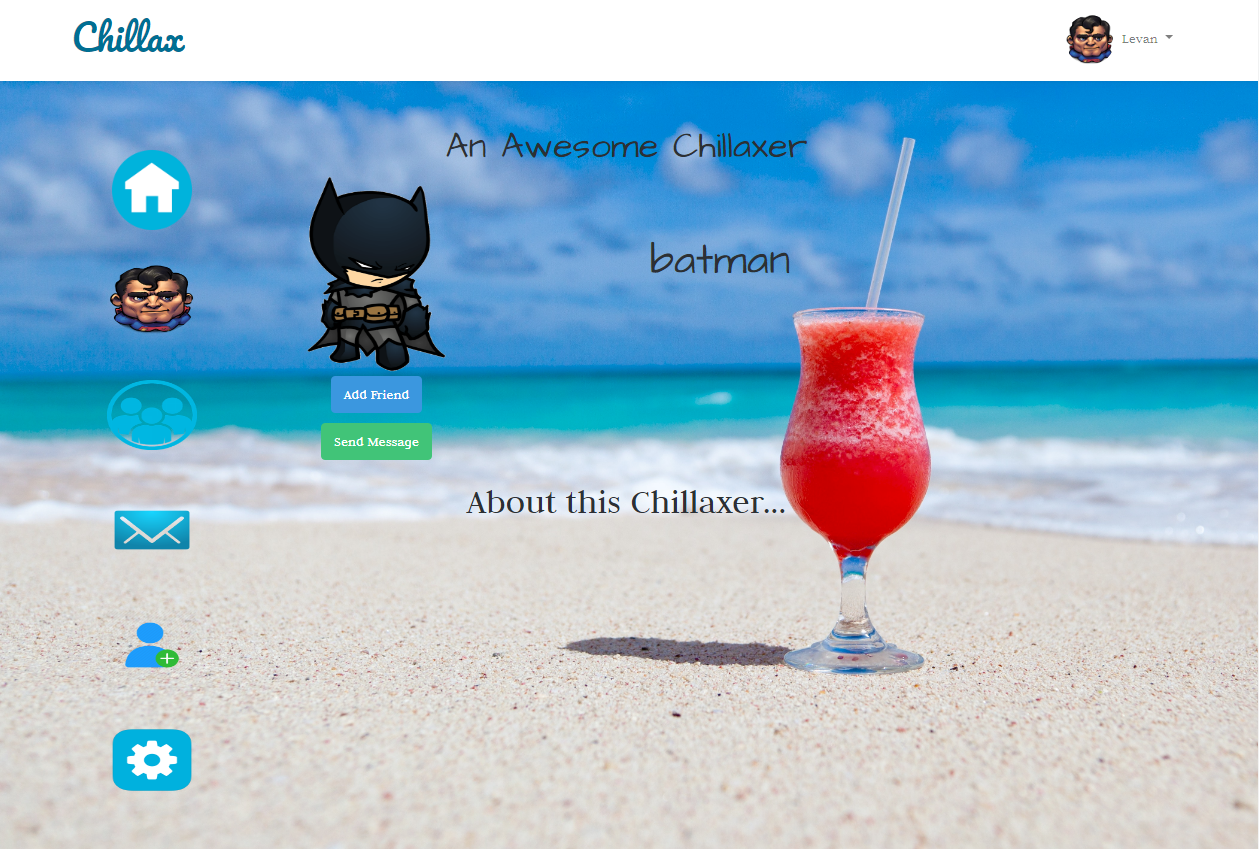 Chillax
Levan
An Awesome Chillaxer
batman
Add Friend
Send Message
About this Chillaxer...